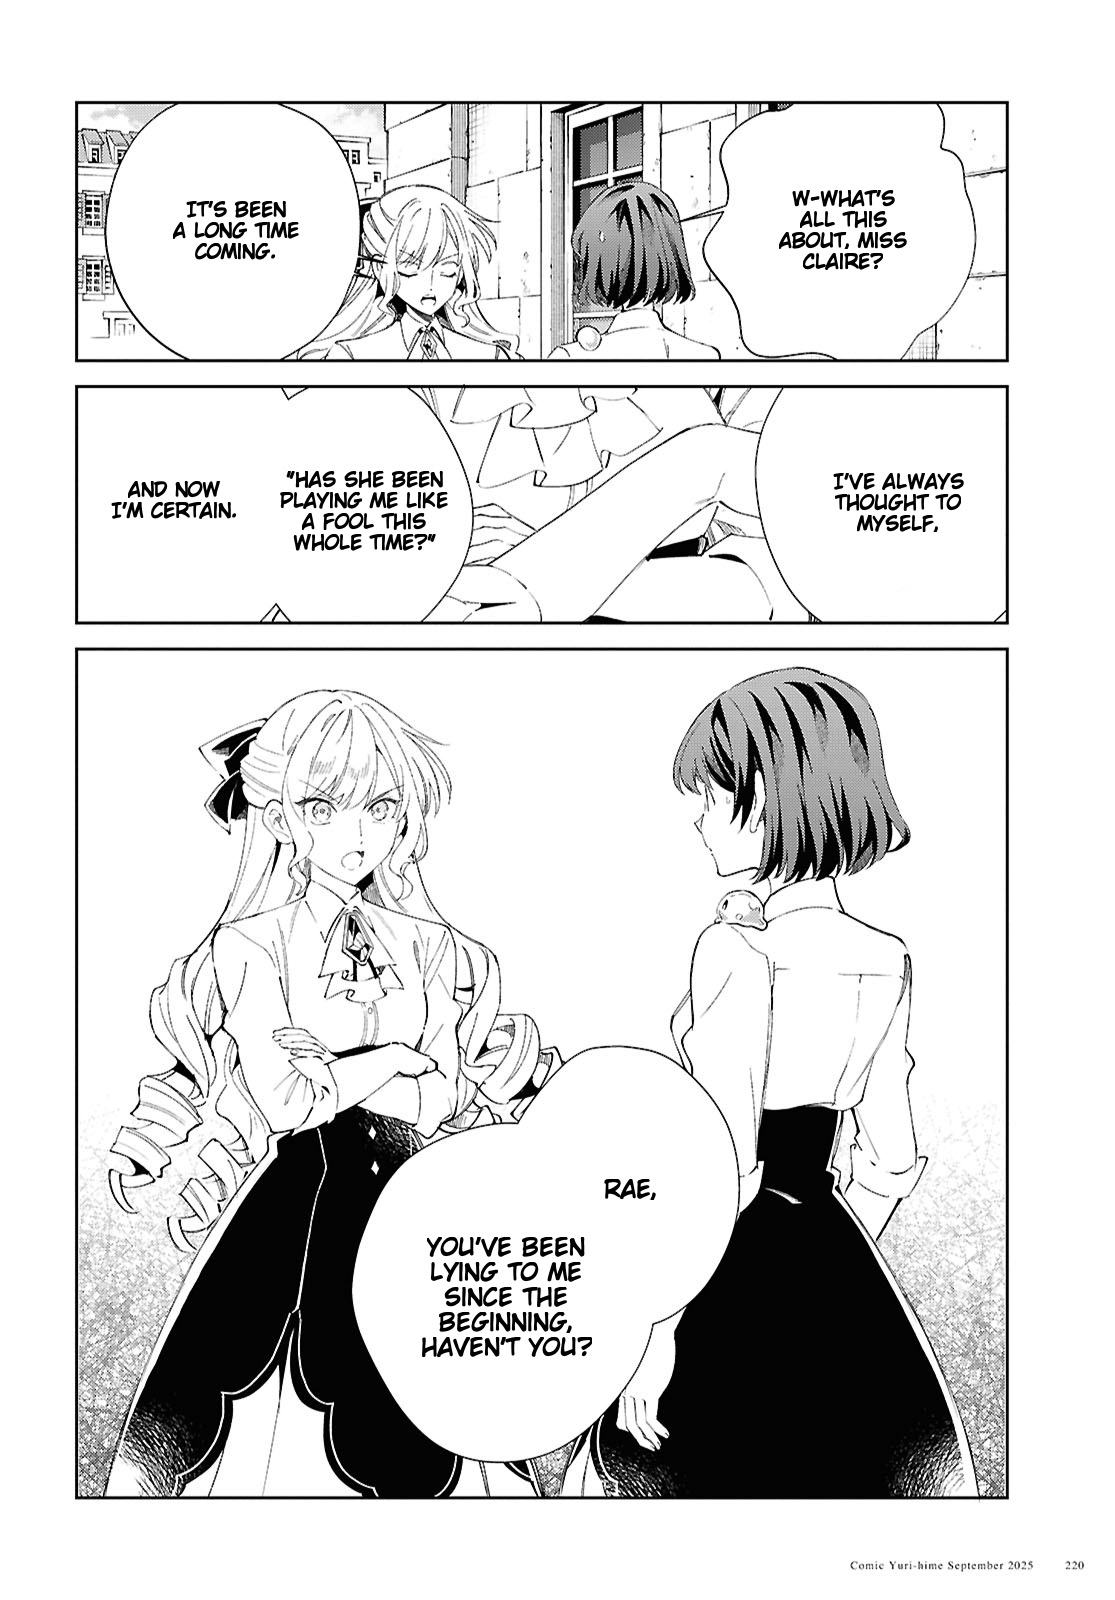 W-WHAT'S
ALL THIS
ABOUT, MISS
CLAIRE?
IT'S BEEN
A LONG TIME
COMING.
I'VE ALWAYS
THOUGHT TO
MYSELF,
"HAS SHE BEEN
PLAYING ME LIKE
A FOOL THIS
WHOLE TIME?"
AND NOW
I'M CERTAIN.
RAE,
YOU'VE BEEN
LYING TO ME
SINCE THE
BEGINNING,
HAVEN'T YOU?
Comic Yuri-hime September 2025 220